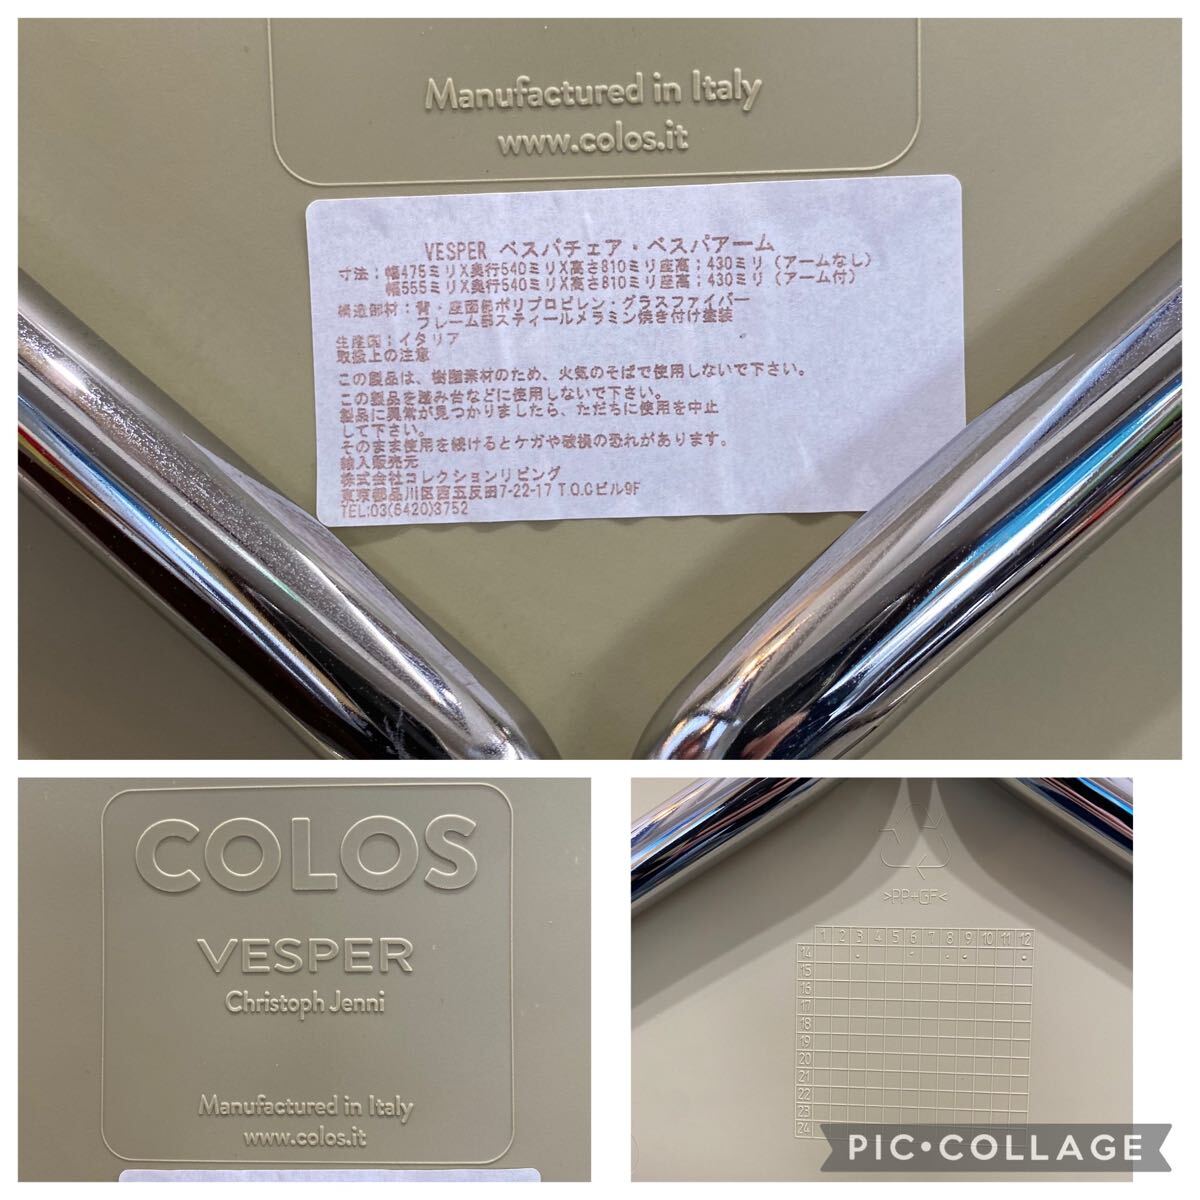 Manufactured in Italy
www.colos.it
VESPER ベスパチェア・ベスパアーム
寸法：幅475ミリX奥行540ミリX高さ810ミリ座高：430ミリ（アームなし）
幅555ミリX奥行540ミリX高さ810ミリ座高：430ミリ（アーム付）
構造部材：背・座面部ポリプロピレン・グラスファイバー
フレーム部スティールメラミン焼き付け塗装
生産国：イタリア
取扱上の注意
この製品は、樹脂素材のため、火気のそばで使用しないで下さい。
この製品を踏み台などに使用しないで下さい。
製品に異常が見つかりましたら、ただちに使用を中止
して下さい。
そのまま使用を続けるとケガや破損の恐れがあります。
輸入販売元
株式会社コレクションリビング
東京都品川区西五反田7-22-17 T.O.Cビル9F
TEL:03(6420)3752
COLOS
VESPER
Christoph Jenni
Manufactured in Italy
www.colos.it
>PP+GF<
1 2 3 4 5 6 7 8 9 10 11 12
14
15
16
17
18
19
20
21
22
23
24
PIC•COLLAGE